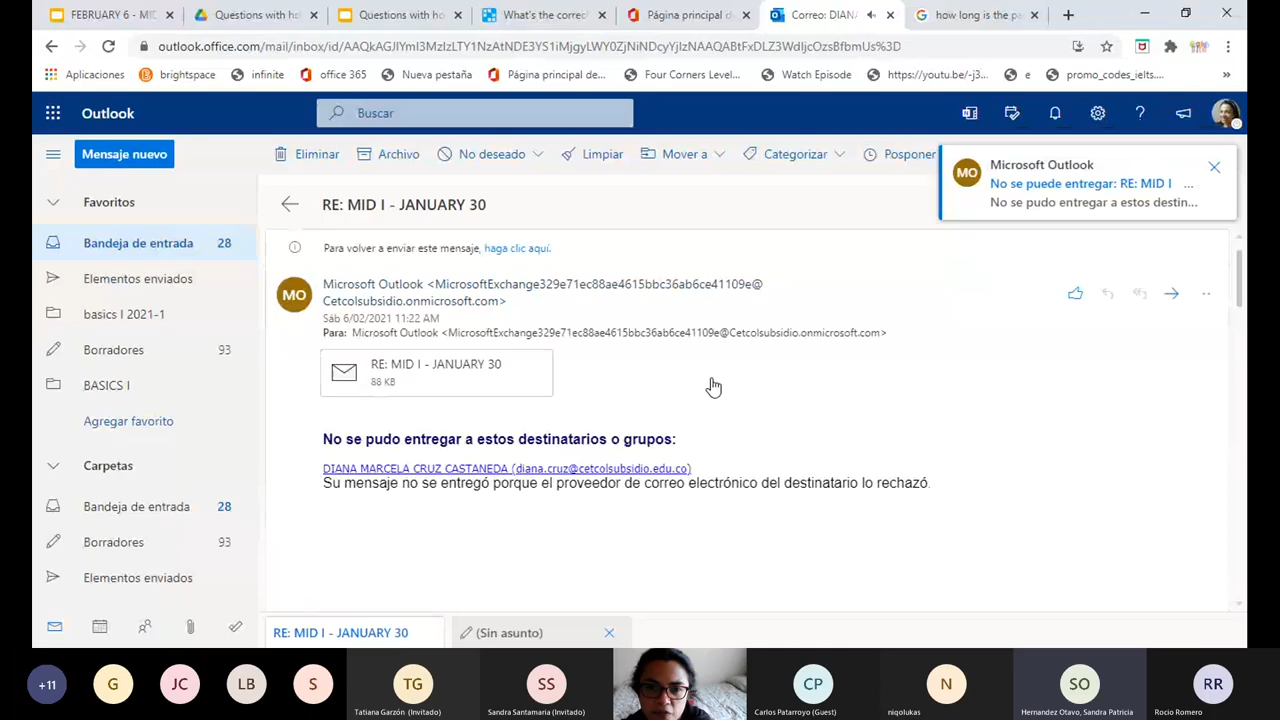 FEBRUARY 6 - MID
Questions with ho
Questions with ho
What's the correc
Página principal d
Correo: DIANA
how long is the pa
outlook.office.com/mail/inbox/id/
Aplicaciones
brightspace
infinite
office 365
Nueva pestaña
Página principal de...
Four Corners Level...
Watch Episode
https://youtu.be/-j3...
e
promo_codes_ielts....
»
Outlook
Buscar
Mensaje nuevo
Eliminar
Archivo
No deseado
Limpiar
Mover a
Categorizar
Posponer
MO
Microsoft Outlook
No se puede entregar: RE: MID I ...
No se pudo entregar a estos destin...
Favoritos
Bandeja de entrada 28
Elementos enviados
basics I 2021-1
Borradores 93
BASICS I
Agregar favorito
Carpetas
Bandeja de entrada 28
Borradores 93
Elementos enviados
RE: MID I - JANUARY 30
Para volver a enviar este mensaje, haga clic aquí.
MO
Microsoft Outlook <MicrosoftExchange329e71ec88ae4615bbc36ab6ce41109e@
Cetcolsubsidio.onmicrosoft.com>
Sáb 6/02/2021 11:22 AM
Para: Microsoft Outlook <MicrosoftExchange329e71ec88ae4615bbc36ab6ce41109e@Cetcolsubsidio.onmicrosoft.com>
RE: MID I - JANUARY 30
88 KB
No se pudo entregar a estos destinatarios o grupos:
DIANA MARCELA CRUZ CASTANEDA (diana.cruz@cetcolsubsidio.edu.co)
Su mensaje no se entregó porque el proveedor de correo electrónico del destinatario lo rechazó.
RE: MID I - JANUARY 30
(Sin asunto)
+11
G
JC
LB
S
TG
Tatiana Garzón (Invitado)
SS
Sandra Santamaria (Invitado)
CP
Carlos Patarroyo (Guest)
N
niqolukas
SO
Hernandez Otavo, Sandra Patricia
RR
Rocio Romero